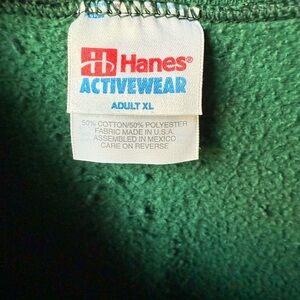 Hanes®
ACTIVEWEAR
ADULT XL
50% COTTON/50% POLYESTER
FABRIC MADE IN U.S.A.
ASSEMBLED IN MEXICO
CARE ON REVERSE